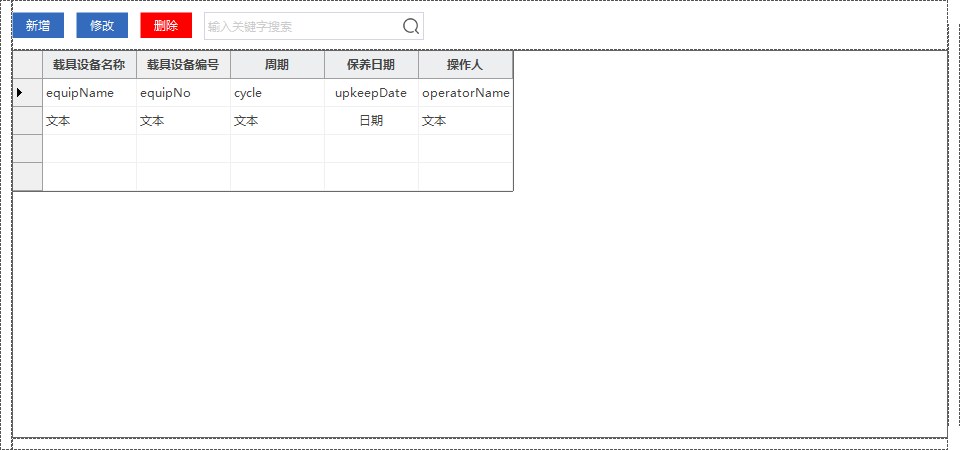 新增 修改 删除 输入关键字搜索
载具设备名称 载具设备编号 周期 保养日期 操作人
equipName equipNo cycle upkeepDate operatorName
文本 文本 文本 日期 文本